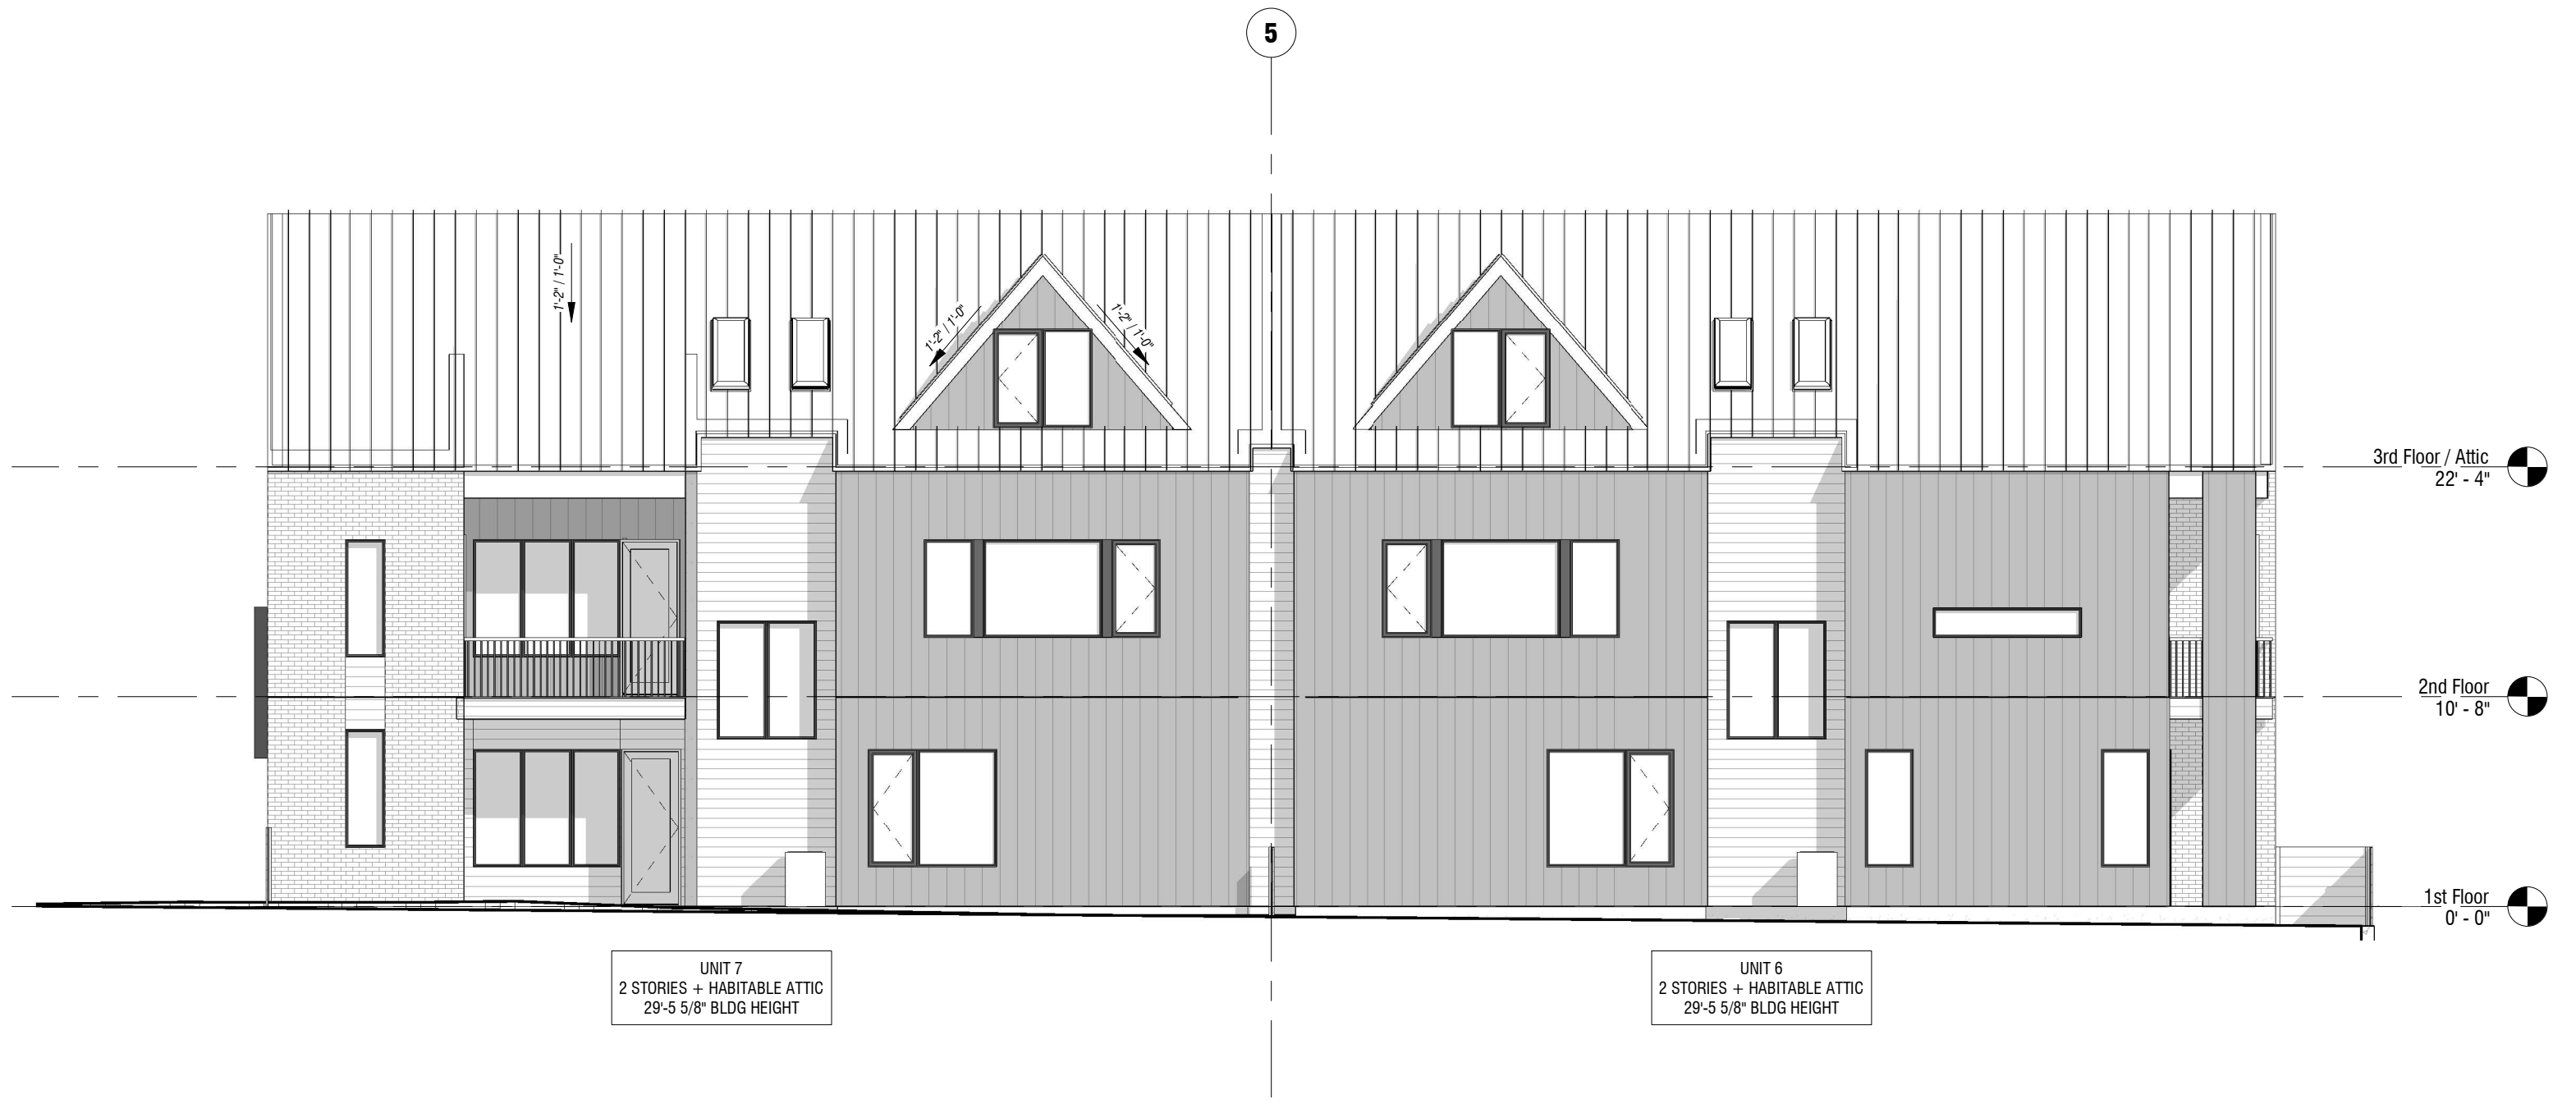 5
1'-2" / 1'-0"
1'-2" / 1'-0"
1'-2" / 1'-0"
3rd Floor / Attic
22' - 4"
2nd Floor
10' - 8"
1st Floor
0' - 0"
UNIT 7
2 STORIES + HABITABLE ATTIC
29'-5 5/8" BLDG HEIGHT
UNIT 6
2 STORIES + HABITABLE ATTIC
29'-5 5/8" BLDG HEIGHT